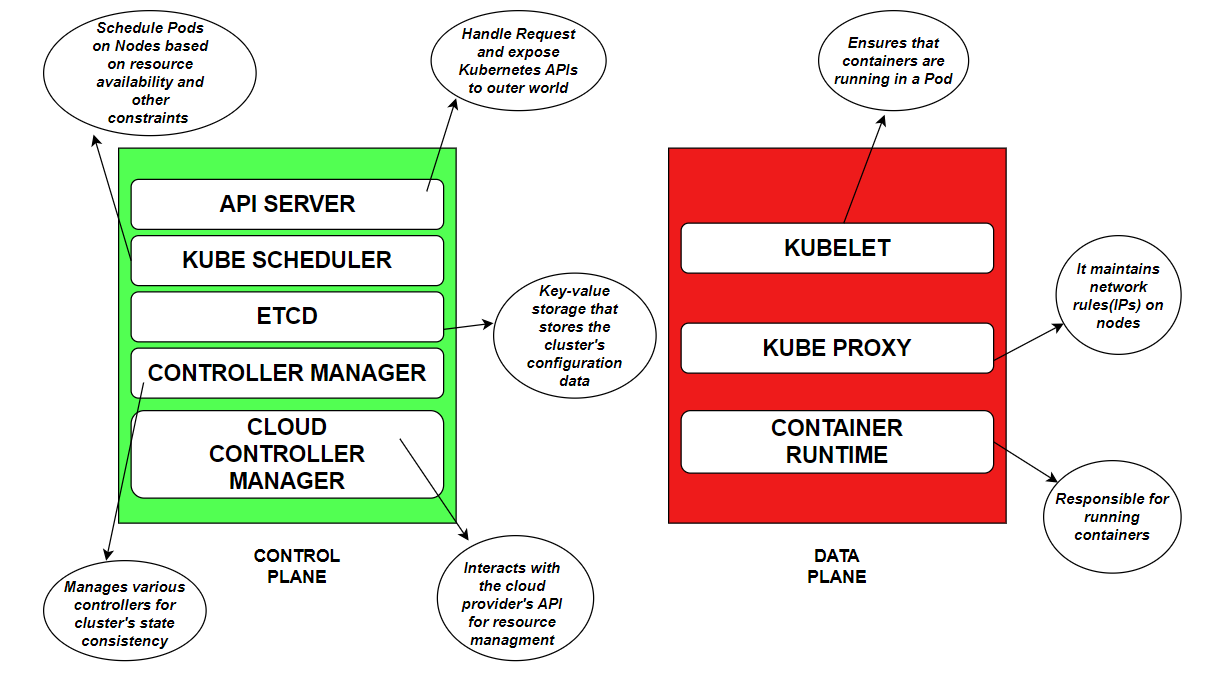 Schedule Pods
on Nodes based
on resource
availability and
other
constraints
Handle Request
and expose
Kubernetes APIs
to outer world
Ensures that
containers are
running in a Pod
API SERVER
KUBE SCHEDULER
ETCD
CONTROLLER MANAGER
CLOUD
CONTROLLER
MANAGER
Key-value
storage that
stores the
cluster's
configuration
data
KUBELET
KUBE PROXY
CONTAINER
RUNTIME
It maintains
network
rules(IPs) on
nodes
Responsible for
running
containers
CONTROL
PLANE
DATA
PLANE
Manages various
controllers for
cluster's state
consistency
Interacts with
the cloud
provider's API
for resource
managment